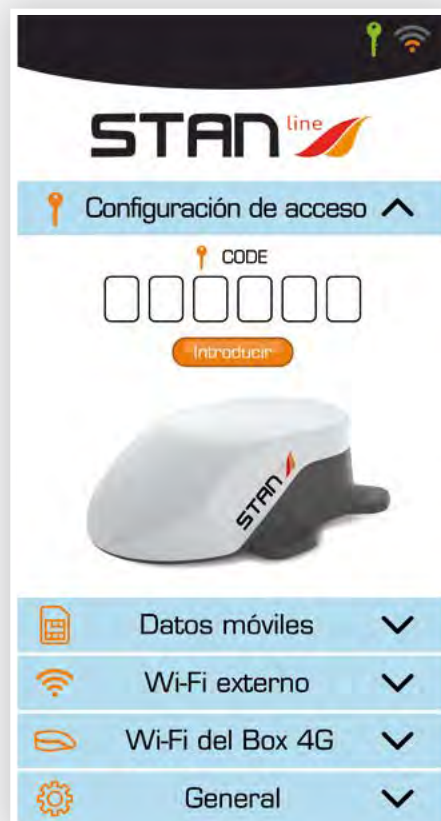 STAN line
Configuración de acceso
CODE
Introducir
STAN
Datos móviles
Wi-Fi externo
Wi-Fi del Box 4G
General